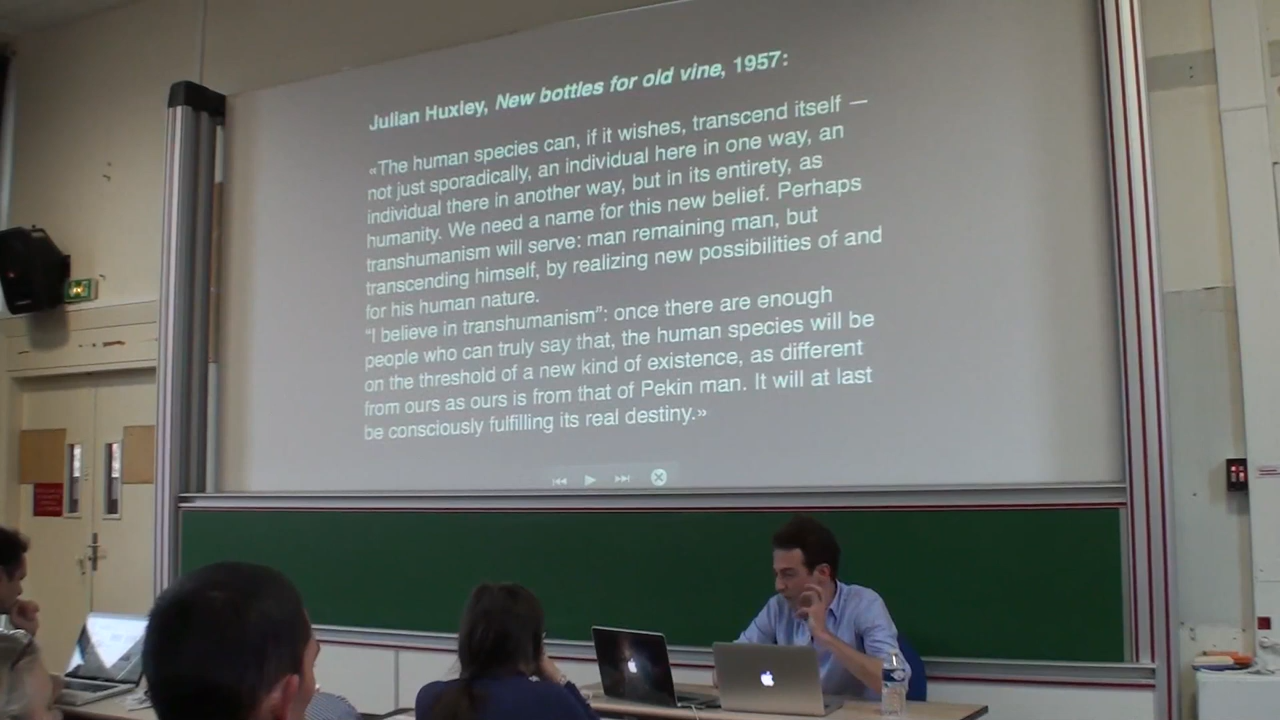 Julian Huxley, New bottles for old vine, 1957:
«The human species can, if it wishes, transcend itself —
not just sporadically, an individual here in one way, an
individual there in another way, but in its entirety, as
humanity. We need a name for this new belief. Perhaps
transhumanism will serve: man remaining man, but
transcending himself, by realizing new possibilities of and
for his human nature.
“I believe in transhumanism”: once there are enough
people who can truly say that, the human species will be
on the threshold of a new kind of existence, as different
from ours as ours is from that of Pekin man. It will at last
be consciously fulfilling its real destiny.»